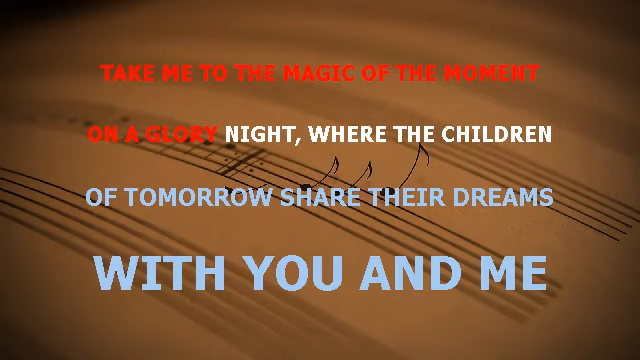 TAKE ME TO THE MAGIC OF THE MOMENT
ON A GLORY NIGHT, WHERE THE CHILDREN
OF TOMORROW SHARE THEIR DREAMS
WITH YOU AND ME